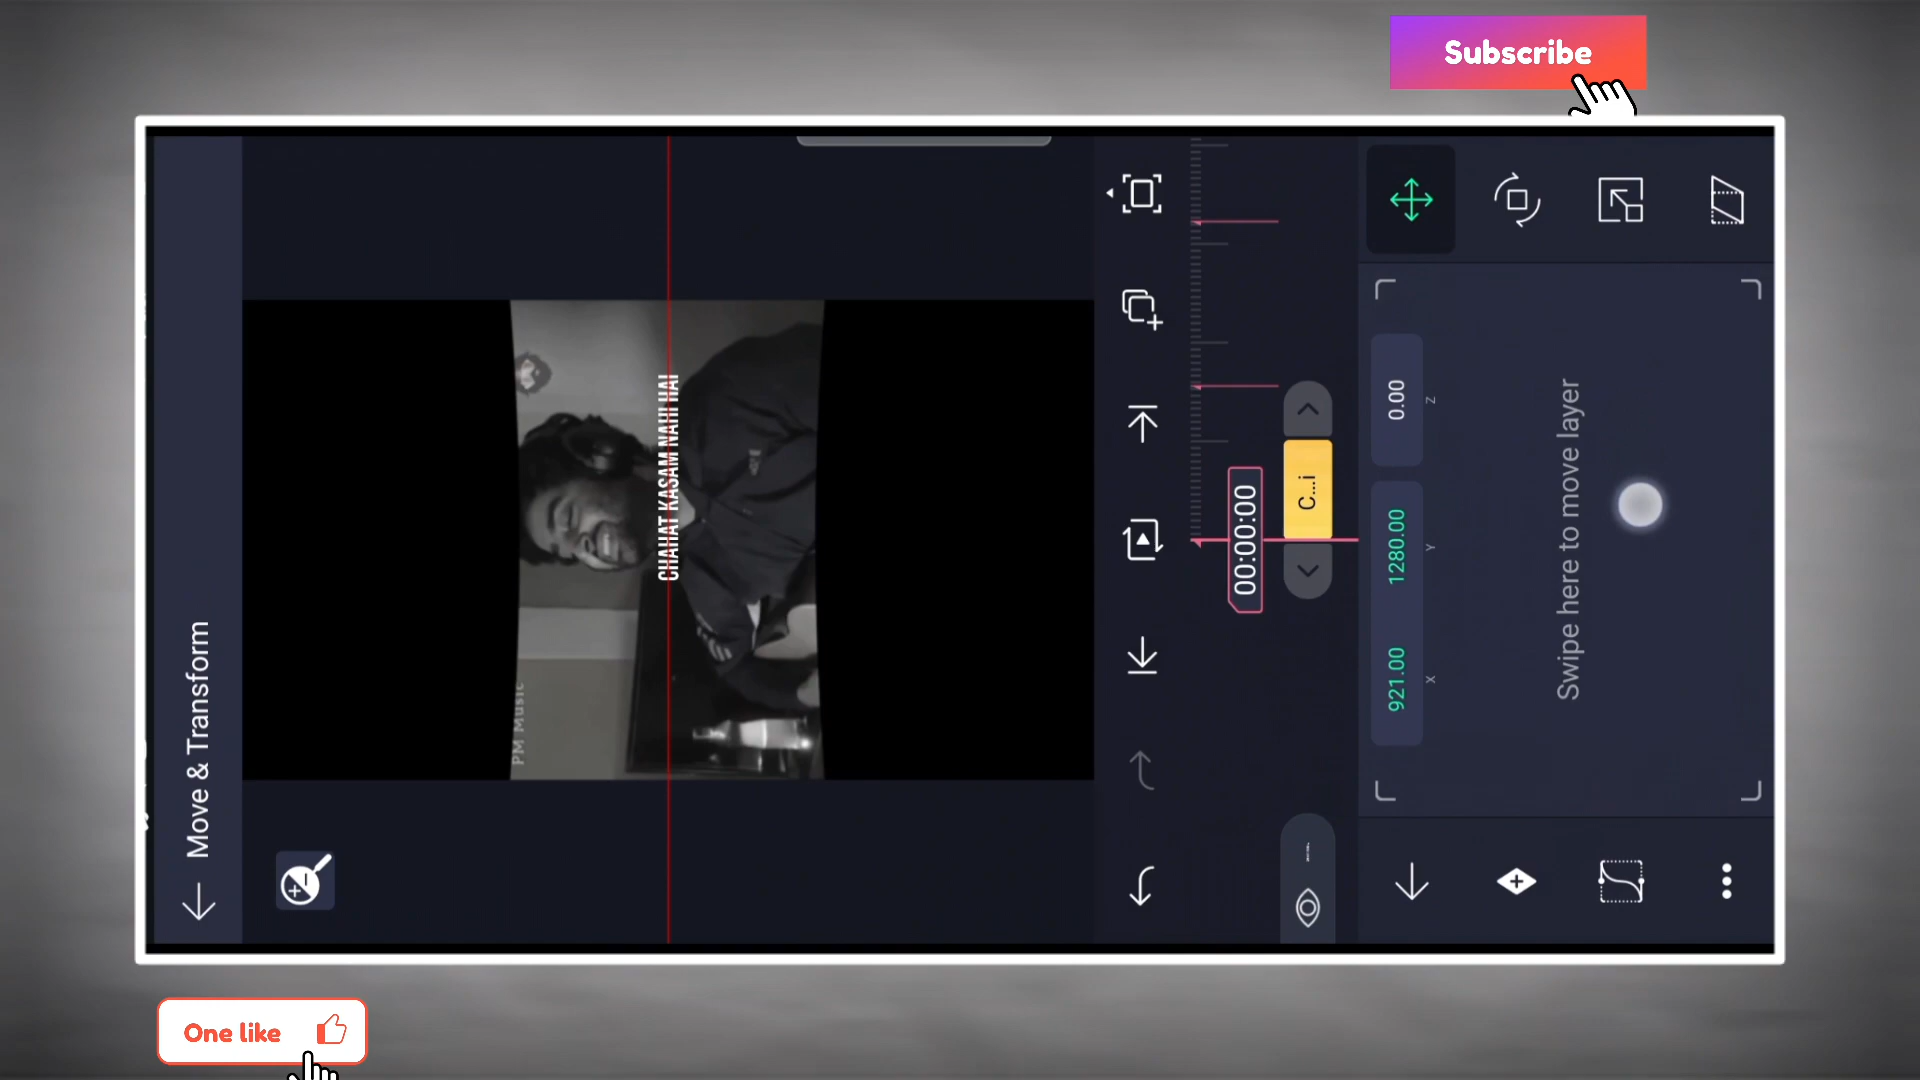 Subscribe
Move & Transform
PM Music
CHAHAT KASAM NAHI HAI
00:00:00
C...i
921.00
1280.00
0.00
X
Y
Z
Swipe here to move layer
One like